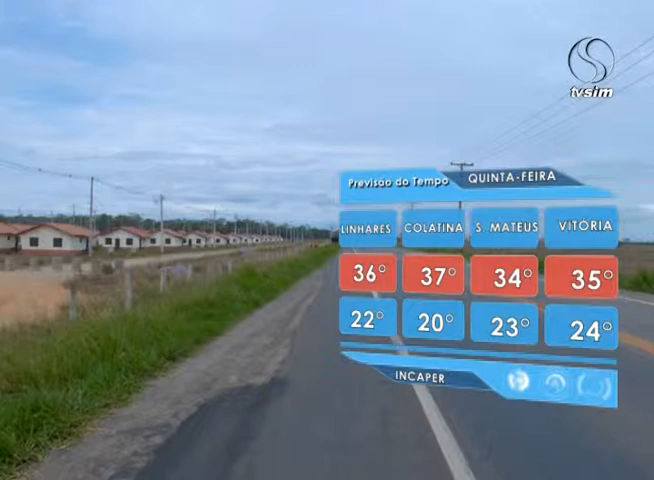 tvsim
Previsão do Tempo QUINTA-FEIRA
LINHARES COLATINA S. MATEUS VITÓRIA
36° 37° 34° 35°
22° 20° 23° 24°
INCAPER